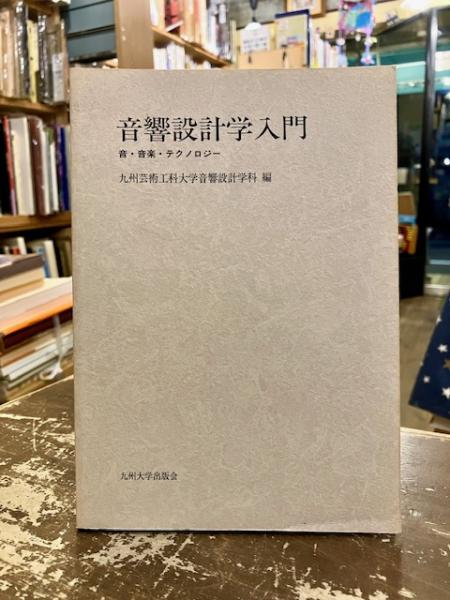 音響設計学入門
音・音楽・テクノロジー
九州芸術工科大学音響設計学科 編
九州大学出版会